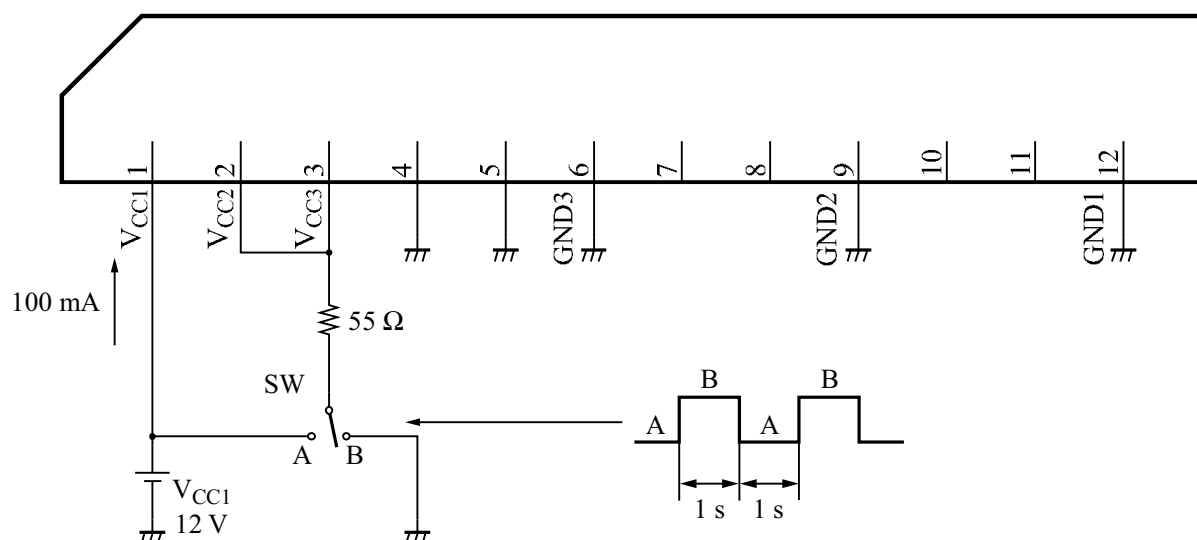 1 2 3 4 5 6 7 8 9 10 11 12
VCC1 VCC2 VCC3 GND3 GND2 GND1
100 mA
55 Ω
SW
A B
VCC1
12 V
B B
A A
1 s 1 s